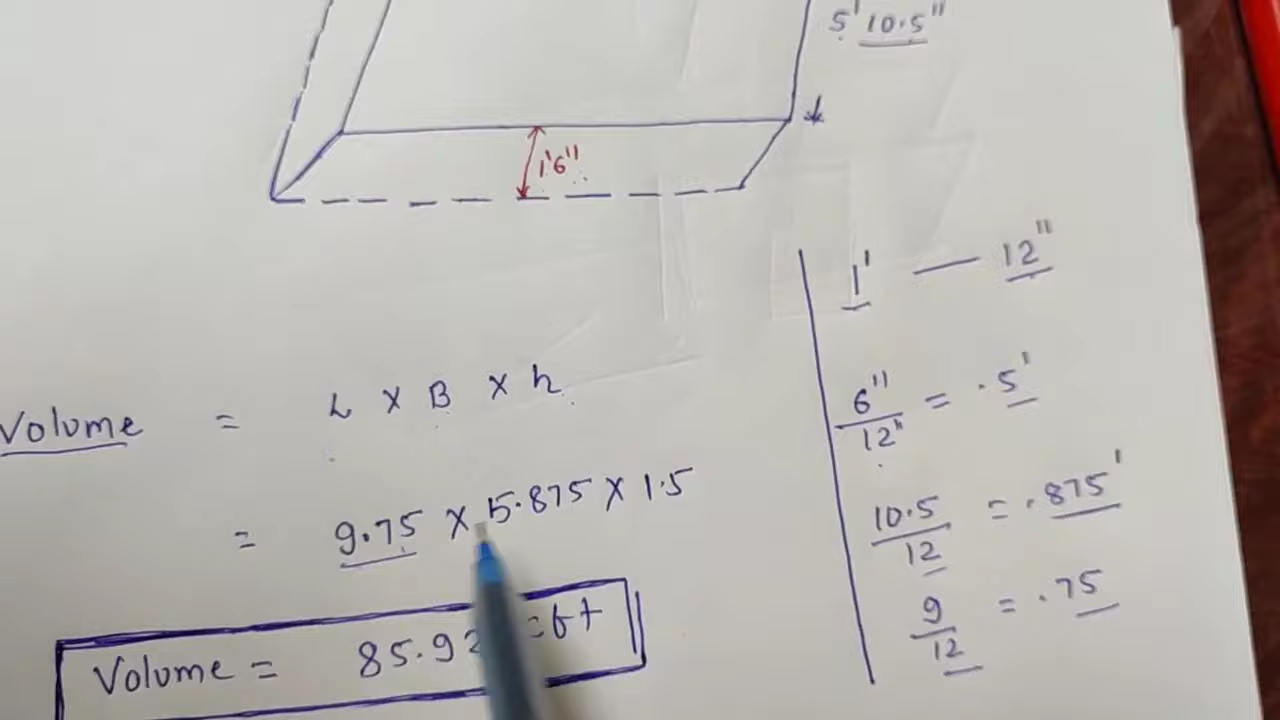 5' 10.5"
1'6"
1' — 12"
Volume = L X B X h
6"/12" = .5'
= 9.75 X 5.875 X 1.5
10.5/12 = .875'
9/12 = .75
Volume = 85.92